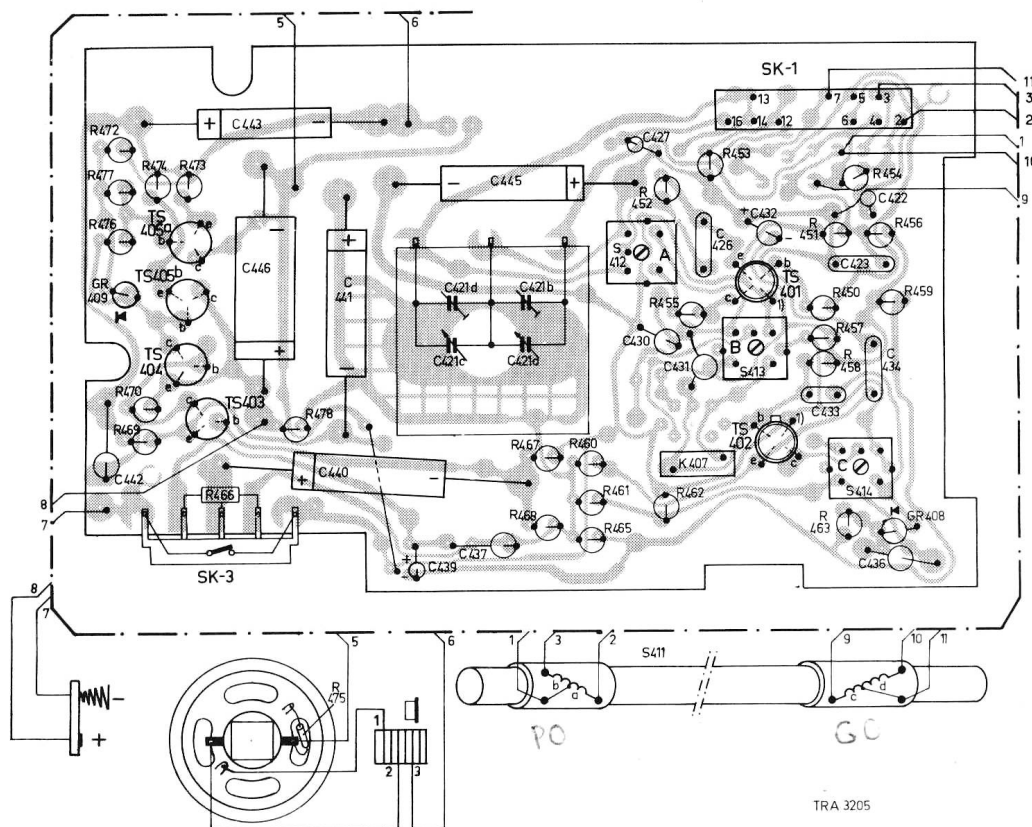 5 6
SK-1
11
3
2
1
10
9
13 7 5 3
16 14 12 6 4 2
R472
+ C443 −
C427
R453
R474 R473
R477
− C445 +
R
452
R454
C422
TS
405a
R476
e
b
c
− C446 +
+ C
441 −
S
412
A
C
426
+ C432 −
R
451
R456
C423
TS405
b
e c
b
GR
409
C421d C421b
C421c C421d
e b
TS
401
c 1)
R455
R450
R459
C430
C431
B
S413
R457
R
458
C
434
TS
404
c
b
e
C433
R470
TS403
c
b
e
R469
R478
b 1)
TS
402
e c
C442
+ C440 −
R467
R460
K407
C
S414
8
7
R466
R461
R462
R468
R465
R
463
GR408
C437
C436
+
− C439
SK-3
8
7
5 6
1 3 2
S411
9 10 11
b
a
c d
R
475
−
+
1
2 3
PO
GO
TRA 3205